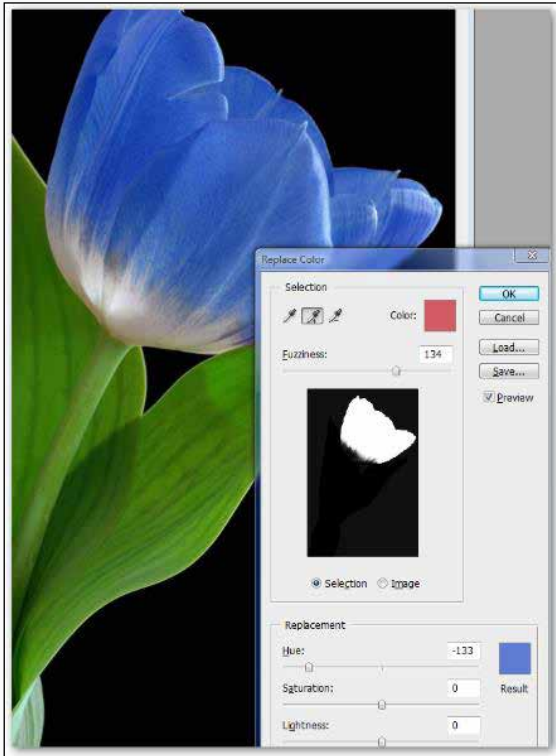 Replace Color
Selection
Color:
Fuzziness:
134
Selection
Image
OK
Cancel
Load...
Save...
Preview
Replacement
Hue:
-133
Saturation:
0
Result
Lightness:
0